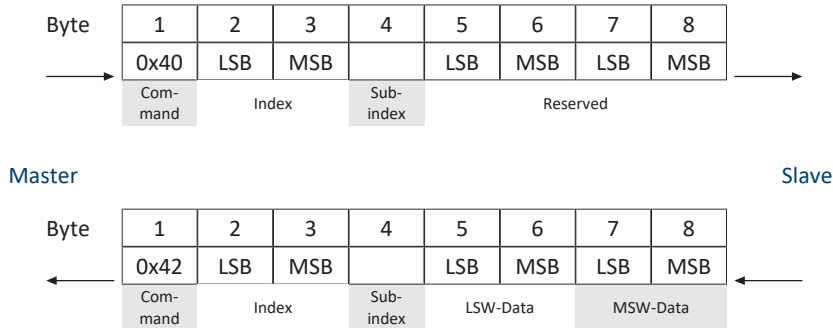 Byte 1 2 3 4 5 6 7 8
0x40 LSB MSB LSB MSB LSB MSB
Com-
mand Index Sub-
index Reserved
Master Slave
Byte 1 2 3 4 5 6 7 8
0x42 LSB MSB LSB MSB LSB MSB
Com-
mand Index Sub-
index LSW-Data MSW-Data